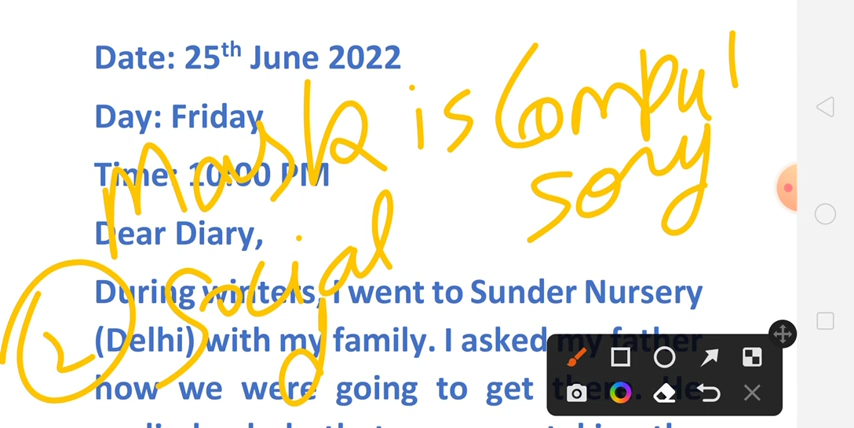 Date: 25th June 2022
Day: Friday
mask is Compul
sory
Time: 10:00 PM
Dear Diary,
2 Social
d
During winters, I went to Sunder Nursery
(Delhi) with my family. I asked my father
how we were going to get there. He